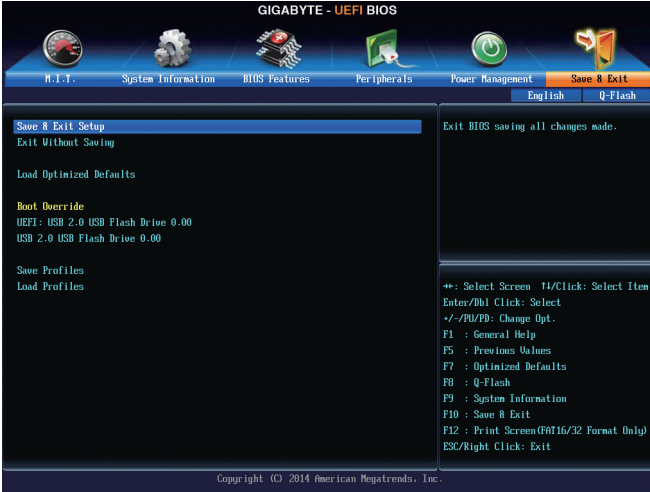 GIGABYTE - UEFI BIOS
M.I.T. System Information BIOS Features Peripherals Power Management Save & Exit
English Q-Flash
Save & Exit Setup
Exit Without Saving
Load Optimized Defaults
Boot Override
UEFI: USB 2.0 USB Flash Drive 0.00
USB 2.0 USB Flash Drive 0.00
Save Profiles
Load Profiles
Exit BIOS saving all changes made.
→←: Select Screen ↑↓/Click: Select Item
Enter/Dbl Click: Select
+/-/PU/PD: Change Opt.
F1 : General Help
F5 : Previous Values
F7 : Optimized Defaults
F8 : Q-Flash
F9 : System Information
F10 : Save & Exit
F12 : Print Screen(FAT16/32 Format Only)
ESC/Right Click: Exit
Copyright (C) 2014 American Megatrends, Inc.